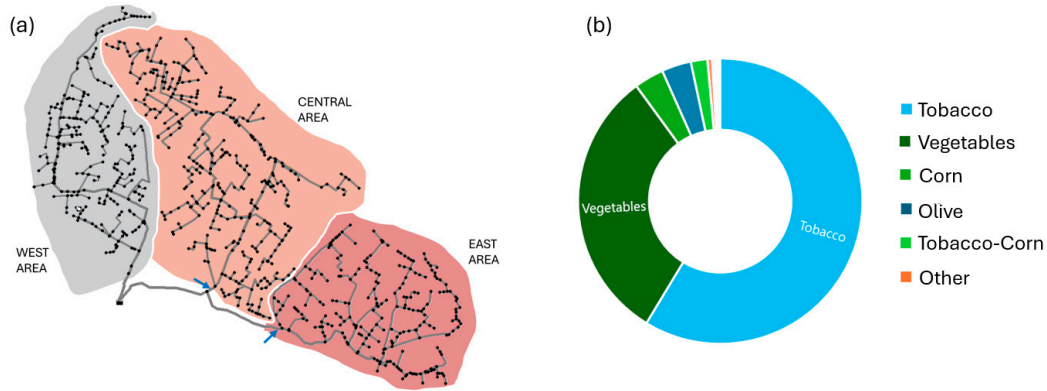 (a)
CENTRAL
AREA
WEST
AREA
EAST
AREA
(b)
Vegetables
Tobacco
Tobacco
Vegetables
Corn
Olive
Tobacco-Corn
Other